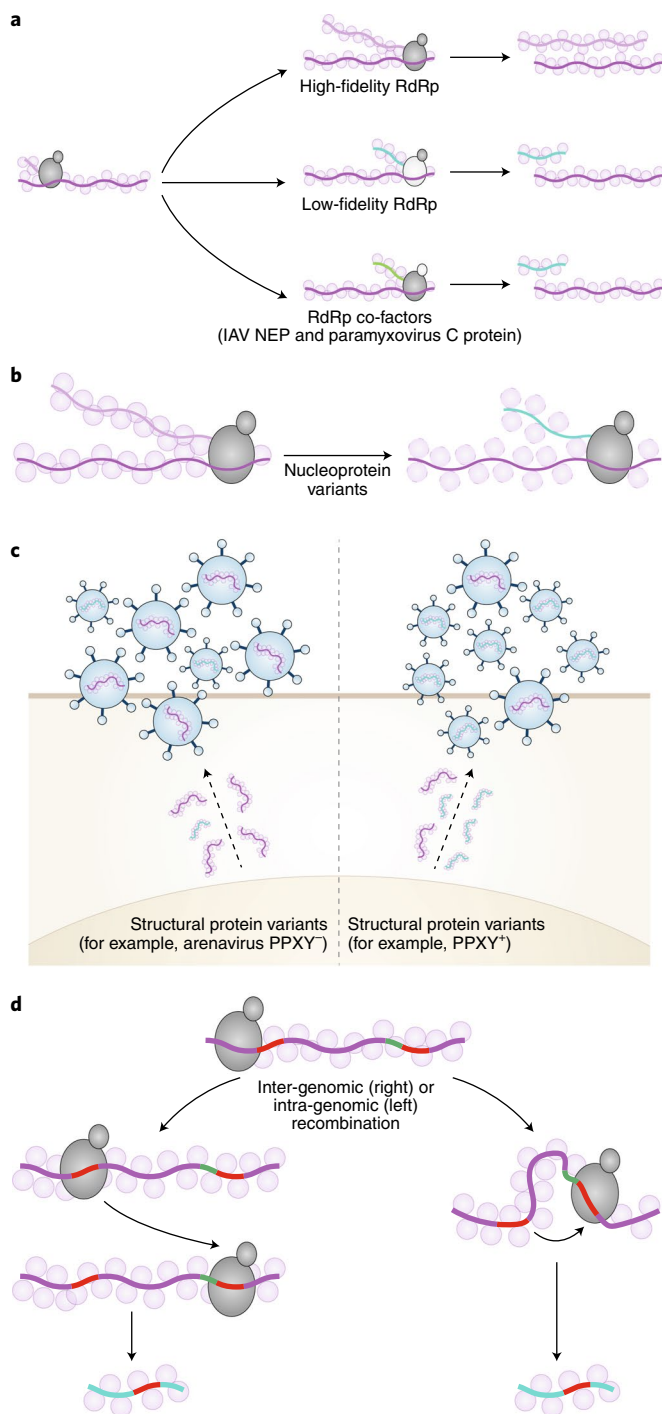 a
High-fidelity RdRp
Low-fidelity RdRp
RdRp co-factors
(IAV NEP and paramyxovirus C protein)
b
Nucleoprotein
variants
c
Structural protein variants
(for example, arenavirus PPXY⁻)
Structural protein variants
(for example, PPXY⁺)
d
Inter-genomic (right) or
intra-genomic (left)
recombination